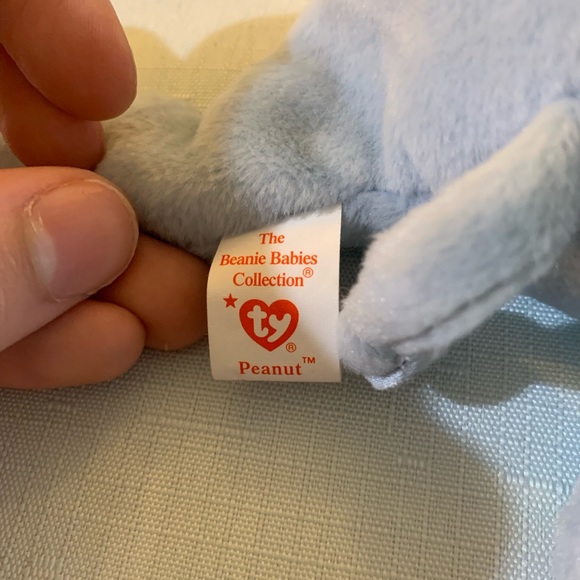 The
Beanie Babies
Collection®
ty®
Peanut™